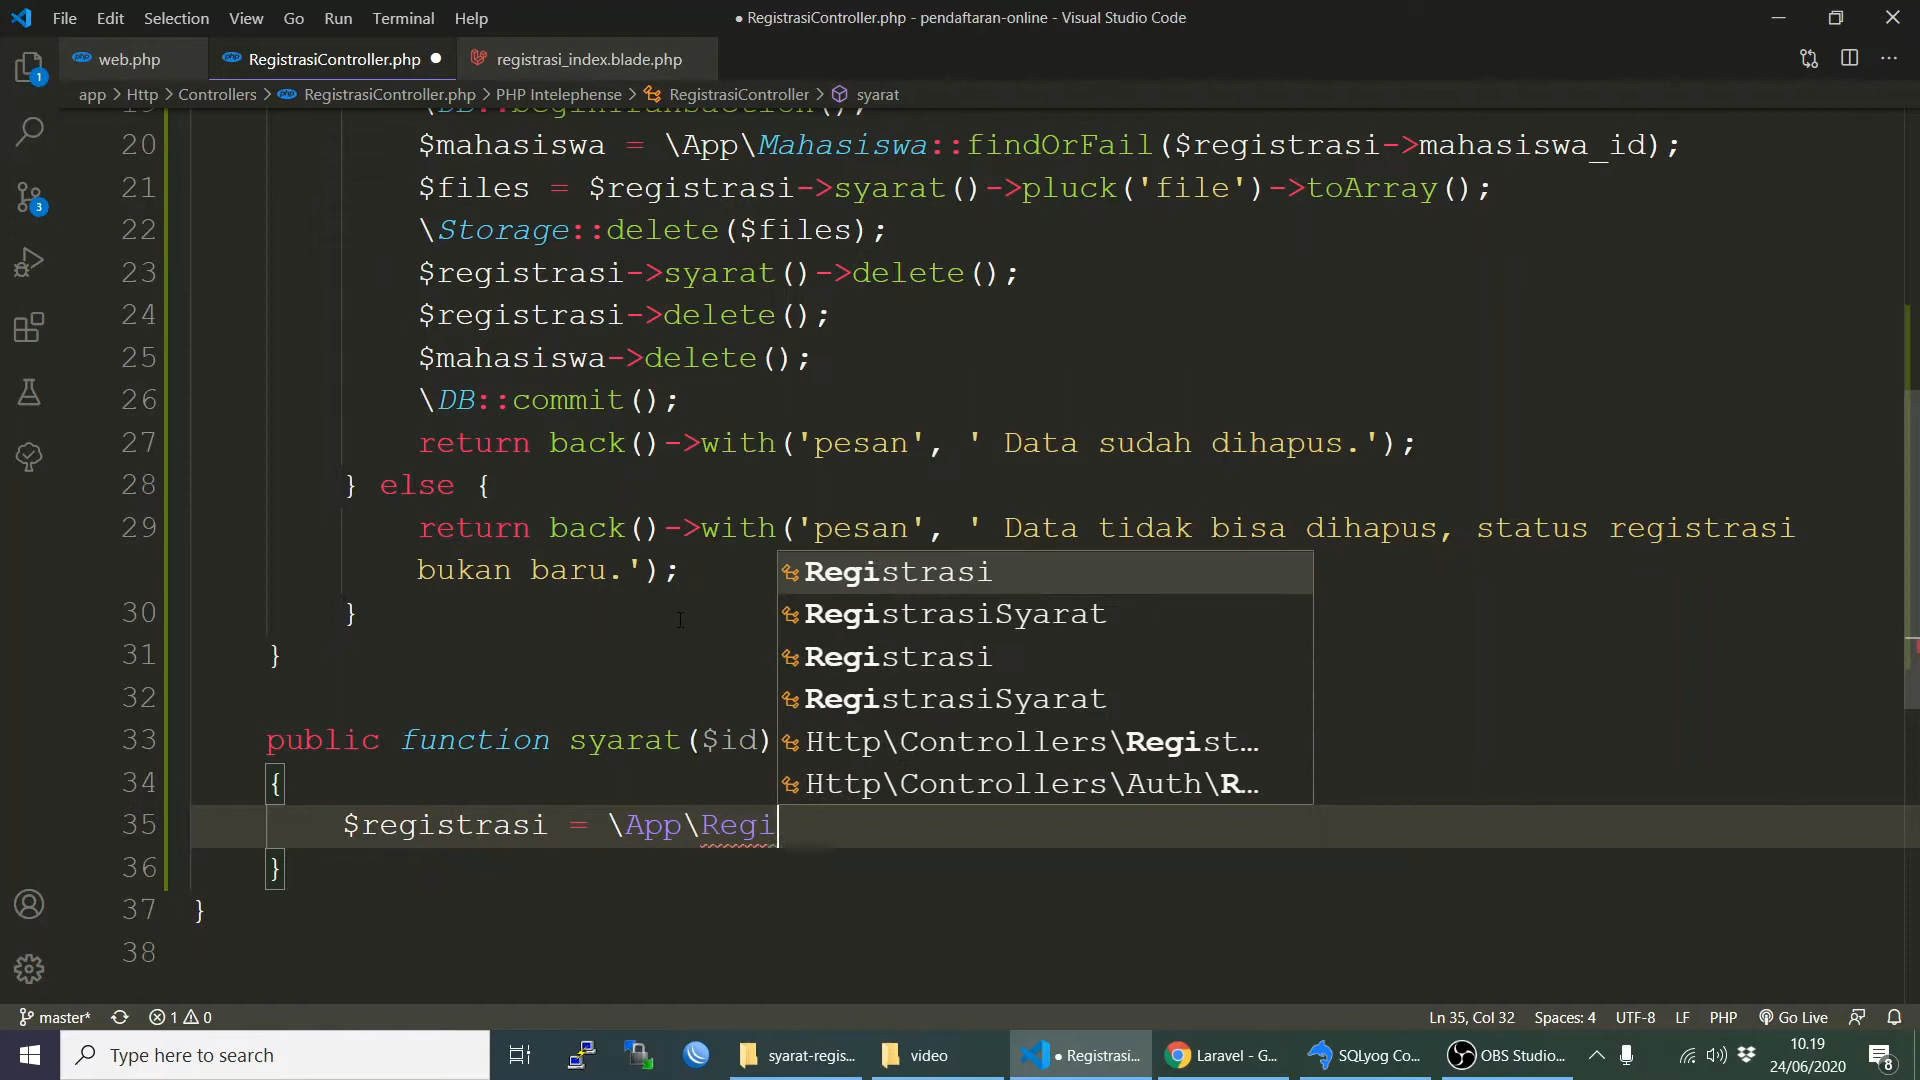 File Edit Selection View Go Run Terminal Help
● RegistrasiController.php - pendaftaran-online - Visual Studio Code
web.php
RegistrasiController.php
registrasi_index.blade.php
app > Http > Controllers > RegistrasiController.php > PHP Intelephense > RegistrasiController > syarat
19 \DB::beginTransaction();
20 $mahasiswa = \App\Mahasiswa::findOrFail($registrasi->mahasiswa_id);
21 $files = $registrasi->syarat()->pluck('file')->toArray();
22 \Storage::delete($files);
23 $registrasi->syarat()->delete();
24 $registrasi->delete();
25 $mahasiswa->delete();
26 \DB::commit();
27 return back()->with('pesan', ' Data sudah dihapus.');
28 } else {
29 return back()->with('pesan', ' Data tidak bisa dihapus, status registrasi
bukan baru.');
30 }
31 }
32
33 public function syarat($id)
34 {
35 $registrasi = \App\Regi
36 }
37 }
38
Registrasi
RegistrasiSyarat
Registrasi
RegistrasiSyarat
Http\Controllers\Regist...
Http\Controllers\Auth\R...
1
3
master* 1 0 Ln 35, Col 32 Spaces: 4 UTF-8 LF PHP Go Live
Type here to search
syarat-regis...
video
● Registrasi...
Laravel - G...
SQLyog Co...
OBS Studio...
10.19
24/06/2020
8